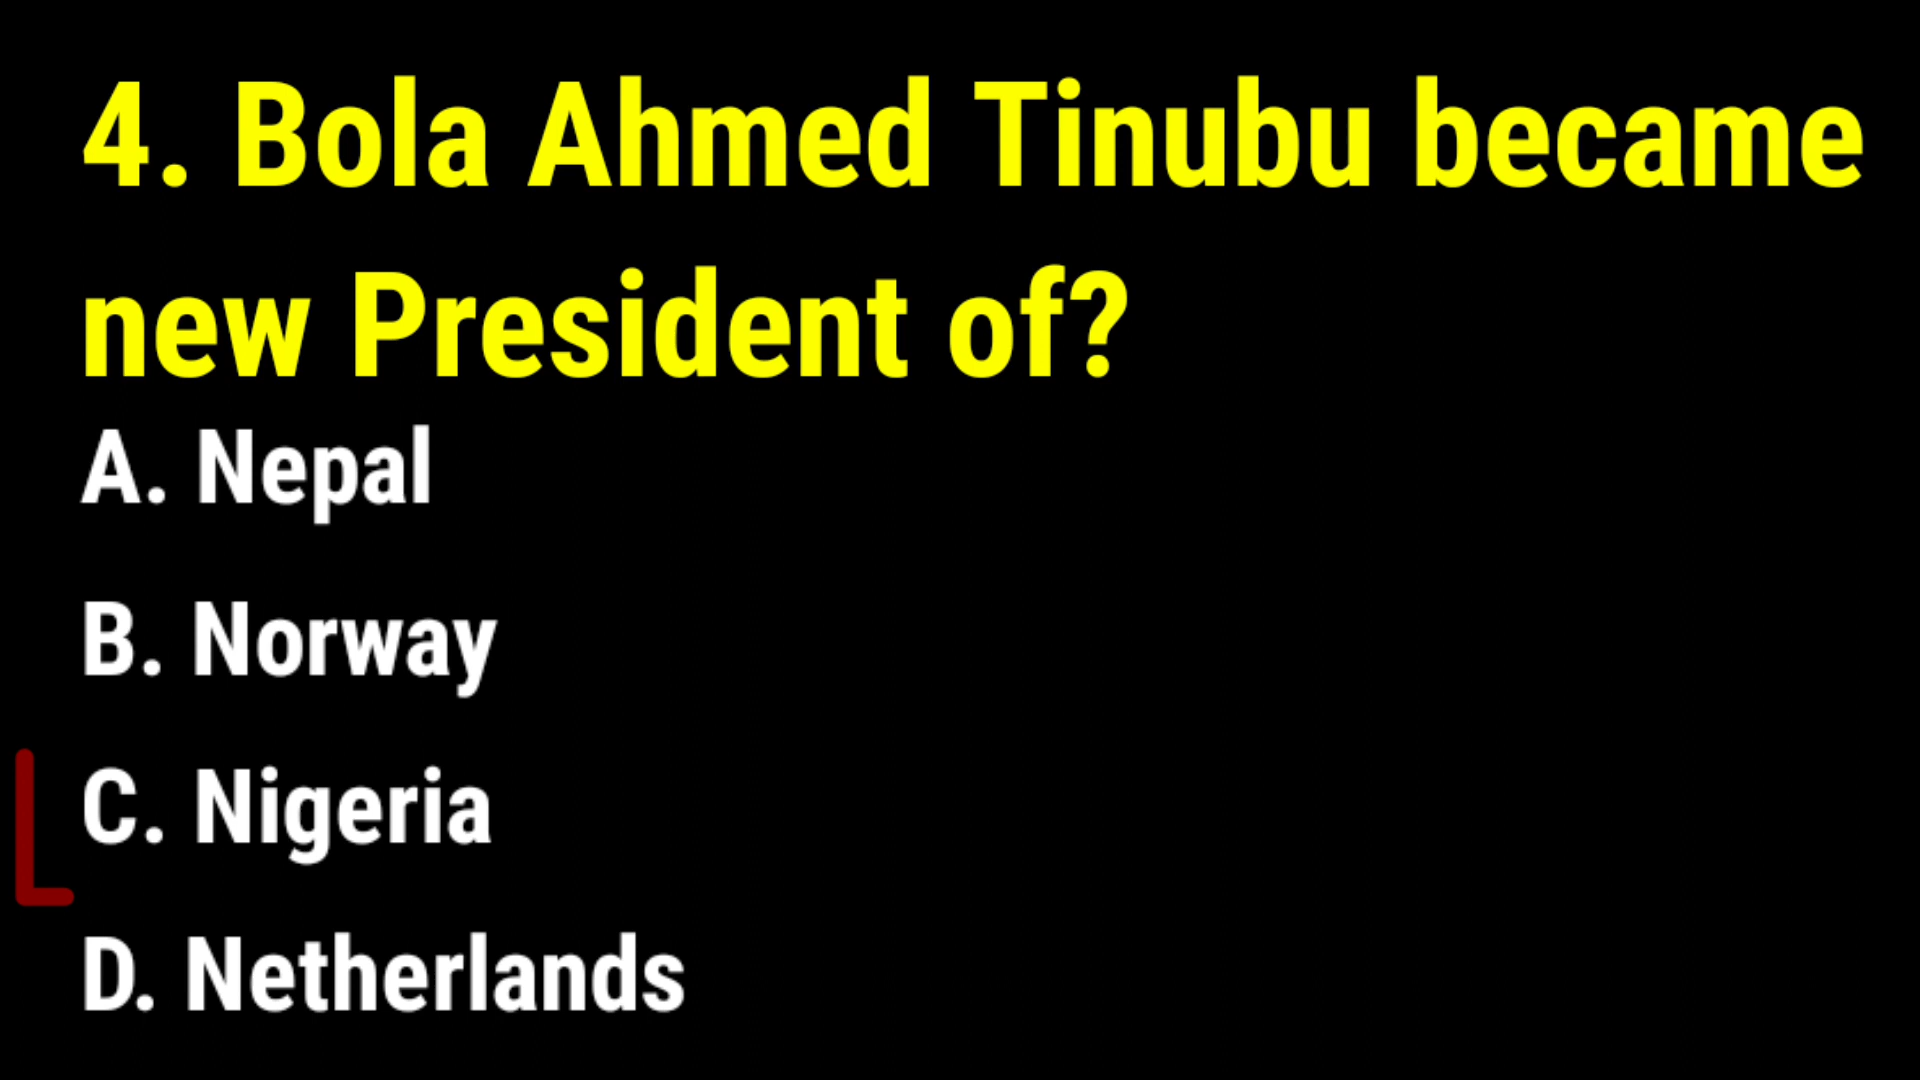 4. Bola Ahmed Tinubu became
new President of?
A. Nepal
B. Norway
C. Nigeria
D. Netherlands